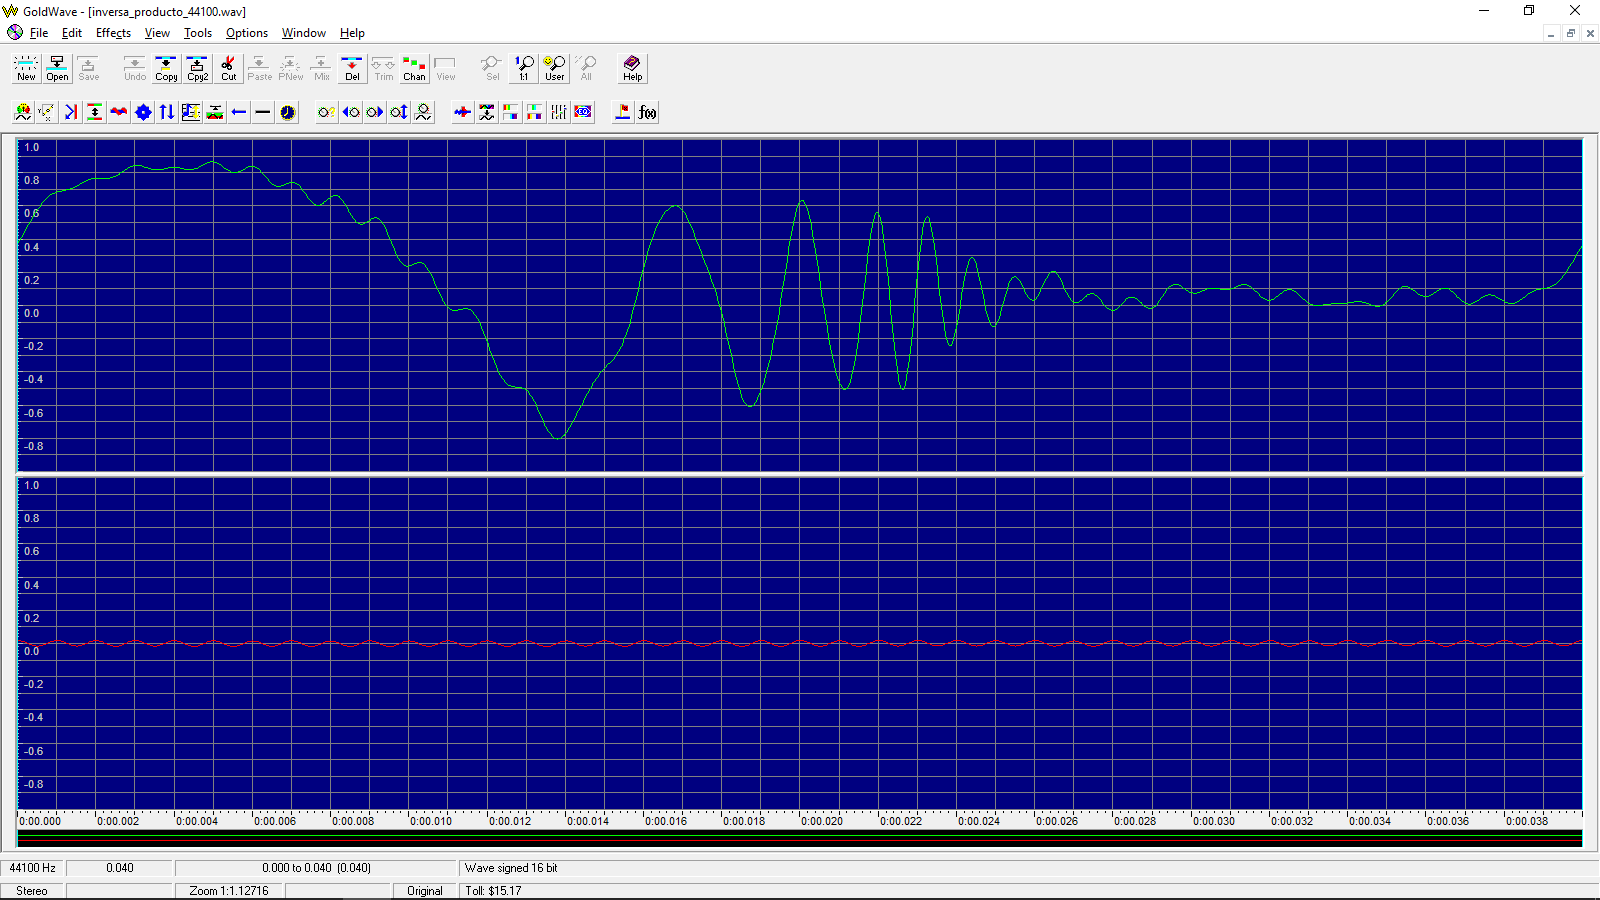 GoldWave - [inversa_producto_44100.wav]
File Edit Effects View Tools Options Window Help
New Open Save Undo Copy Cpy2 Cut Paste PNew Mix Del Trim Chan View Sel 1:1 User All Help
f(x)
1.0
0.8
0.6
0.4
0.2
0.0
-0.2
-0.4
-0.6
-0.8
1.0
0.8
0.6
0.4
0.2
0.0
-0.2
-0.4
-0.6
-0.8
0:00.000 0:00.002 0:00.004 0:00.006 0:00.008 0:00.010 0:00.012 0:00.014 0:00.016 0:00.018 0:00.020 0:00.022 0:00.024 0:00.026 0:00.028 0:00.030 0:00.032 0:00.034 0:00.036 0:00.038
44100 Hz 0.040 0.000 to 0.040 (0.040) Wave signed 16 bit
Stereo Zoom 1:1.12716 Original Toll: $15.17